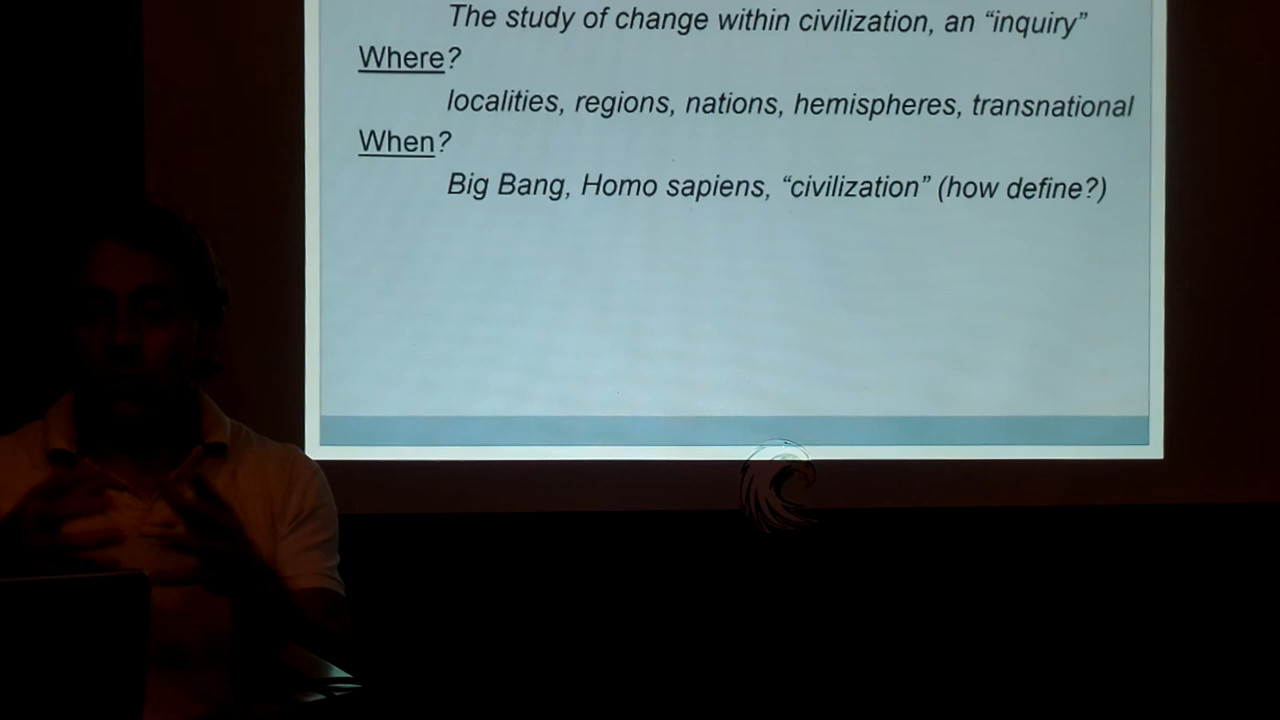 The study of change within civilization, an “inquiry”
Where?
localities, regions, nations, hemispheres, transnational
When?
Big Bang, Homo sapiens, “civilization” (how define?)